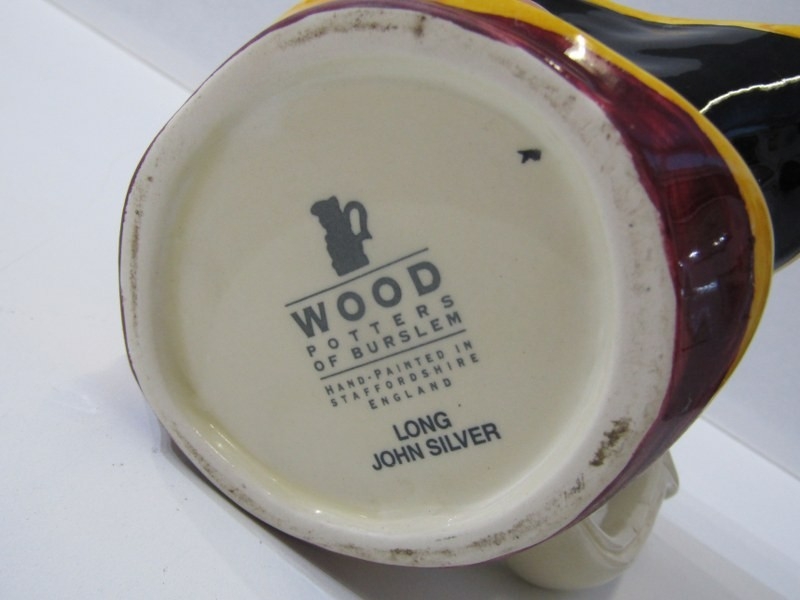 WOOD
POTTERS
OF BURSLEM
HAND-PAINTED IN
STAFFORDSHIRE
ENGLAND
LONG
JOHN SILVER